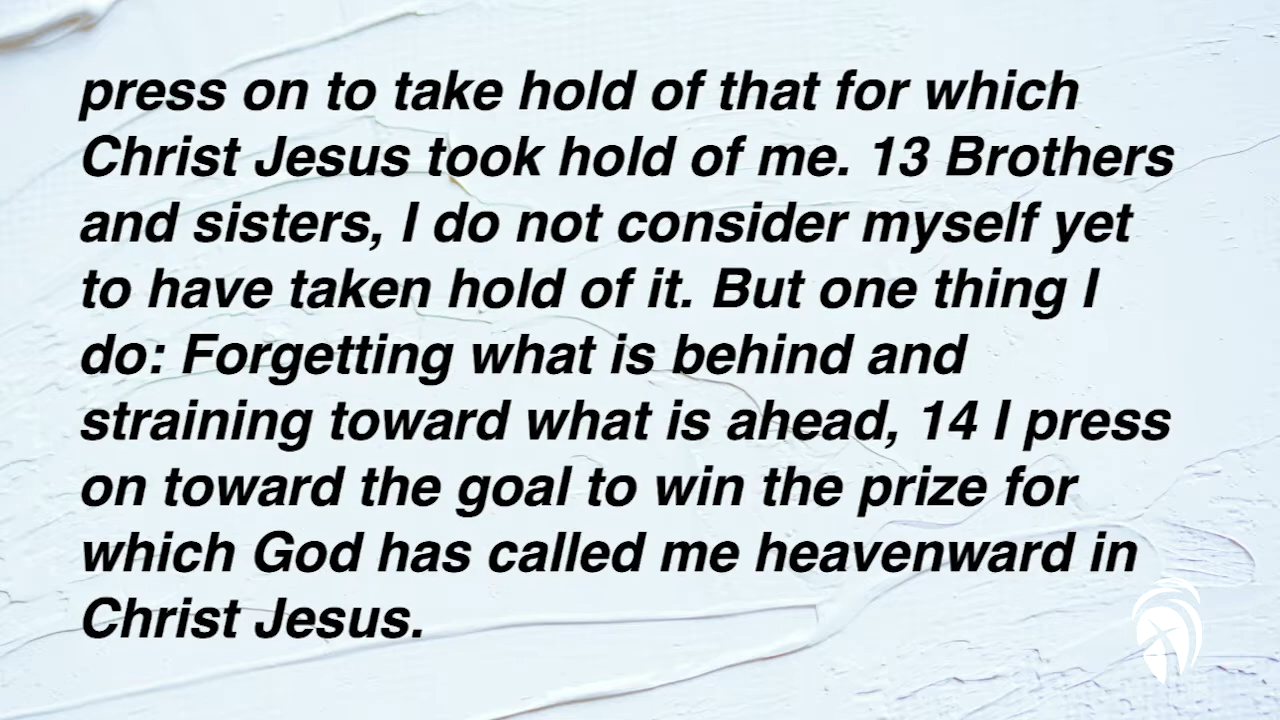 press on to take hold of that for which
Christ Jesus took hold of me. 13 Brothers
and sisters, I do not consider myself yet
to have taken hold of it. But one thing I
do: Forgetting what is behind and
straining toward what is ahead, 14 I press
on toward the goal to win the prize for
which God has called me heavenward in
Christ Jesus.